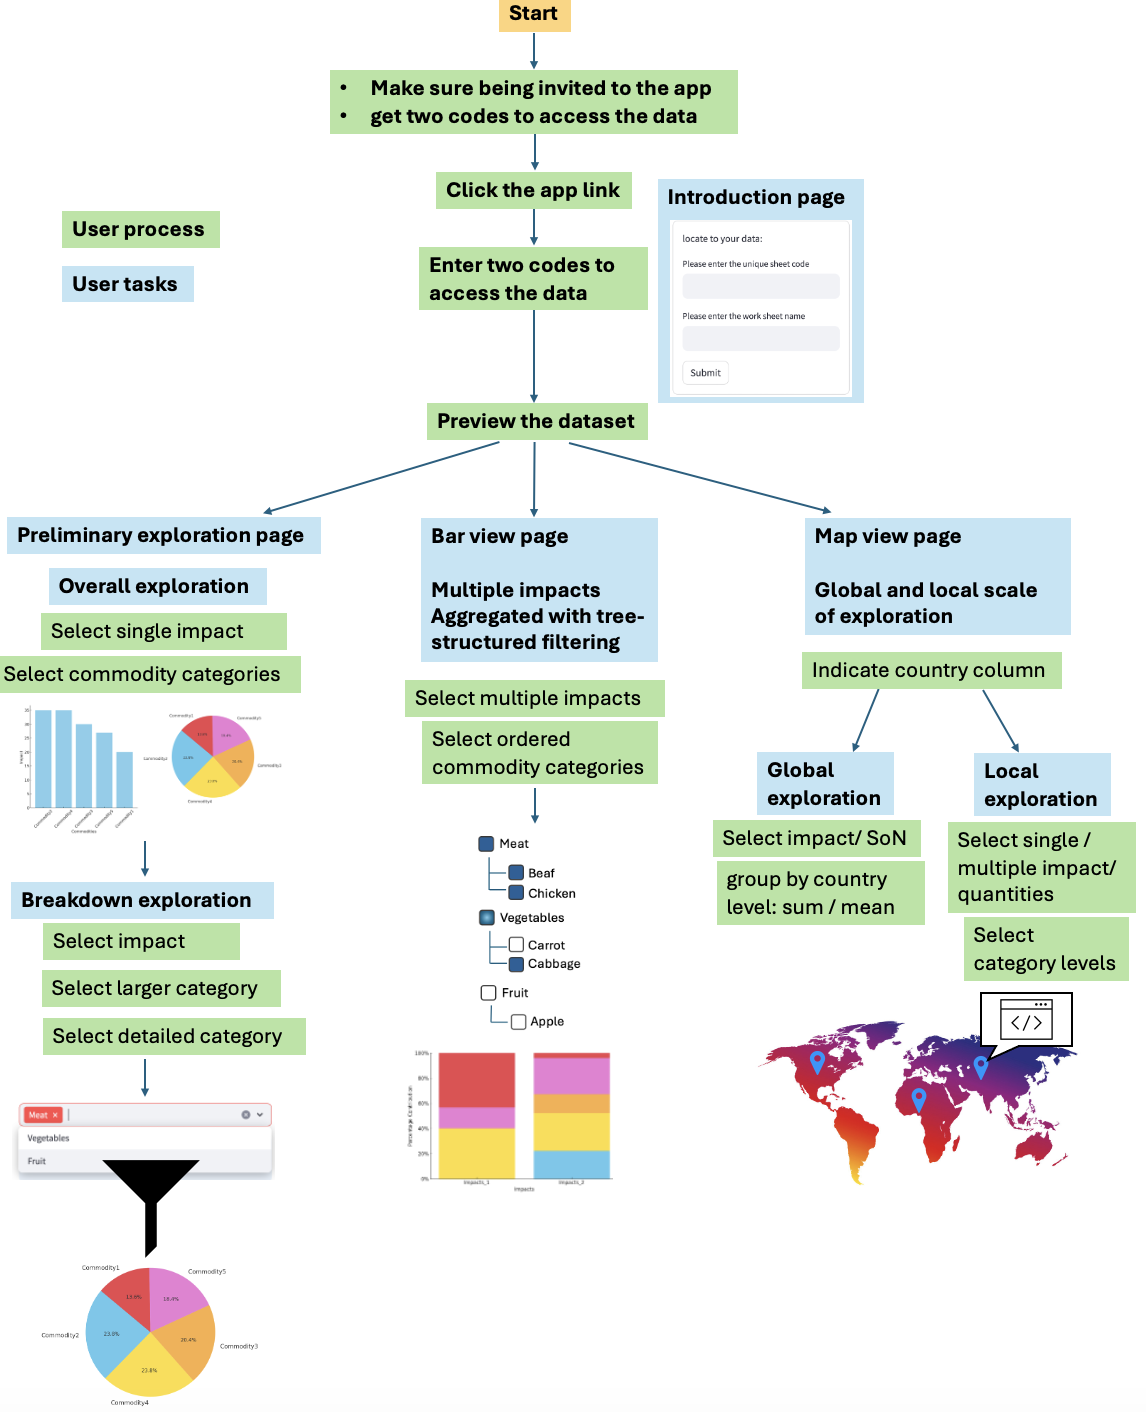 Start
• Make sure being invited to the app
• get two codes to access the data
Click the app link
Introduction page
locate to your data:
Please enter the unique sheet code
Please enter the work sheet name
Submit
User process
User tasks
Enter two codes to
access the data
Preview the dataset
Preliminary exploration page
Overall exploration
Select single impact
Select commodity categories
Commodity1
Commodity5
Commodity2
Commodity3
Commodity4
Commodities
Breakdown exploration
Select impact
Select larger category
Select detailed category
Meat ×
Vegetables
Fruit
Commodity1
Commodity5
Commodity2
Commodity3
Commodity4
13.9%
18.4%
23.8%
20.4%
23.8%
Bar view page
Multiple impacts
Aggregated with tree-
structured filtering
Select multiple impacts
Select ordered
commodity categories
Meat
Beef
Chicken
Vegetables
Carrot
Cabbage
Fruit
Apple
Percentage Contribution
100%
80%
60%
40%
20%
0%
Impacts_1
Impacts_2
Impacts
Map view page
Global and local scale
of exploration
Indicate country column
Global
exploration
Select impact/ SoN
group by country
level: sum / mean
Local
exploration
Select single /
multiple impact/
quantities
Select
category levels
</>